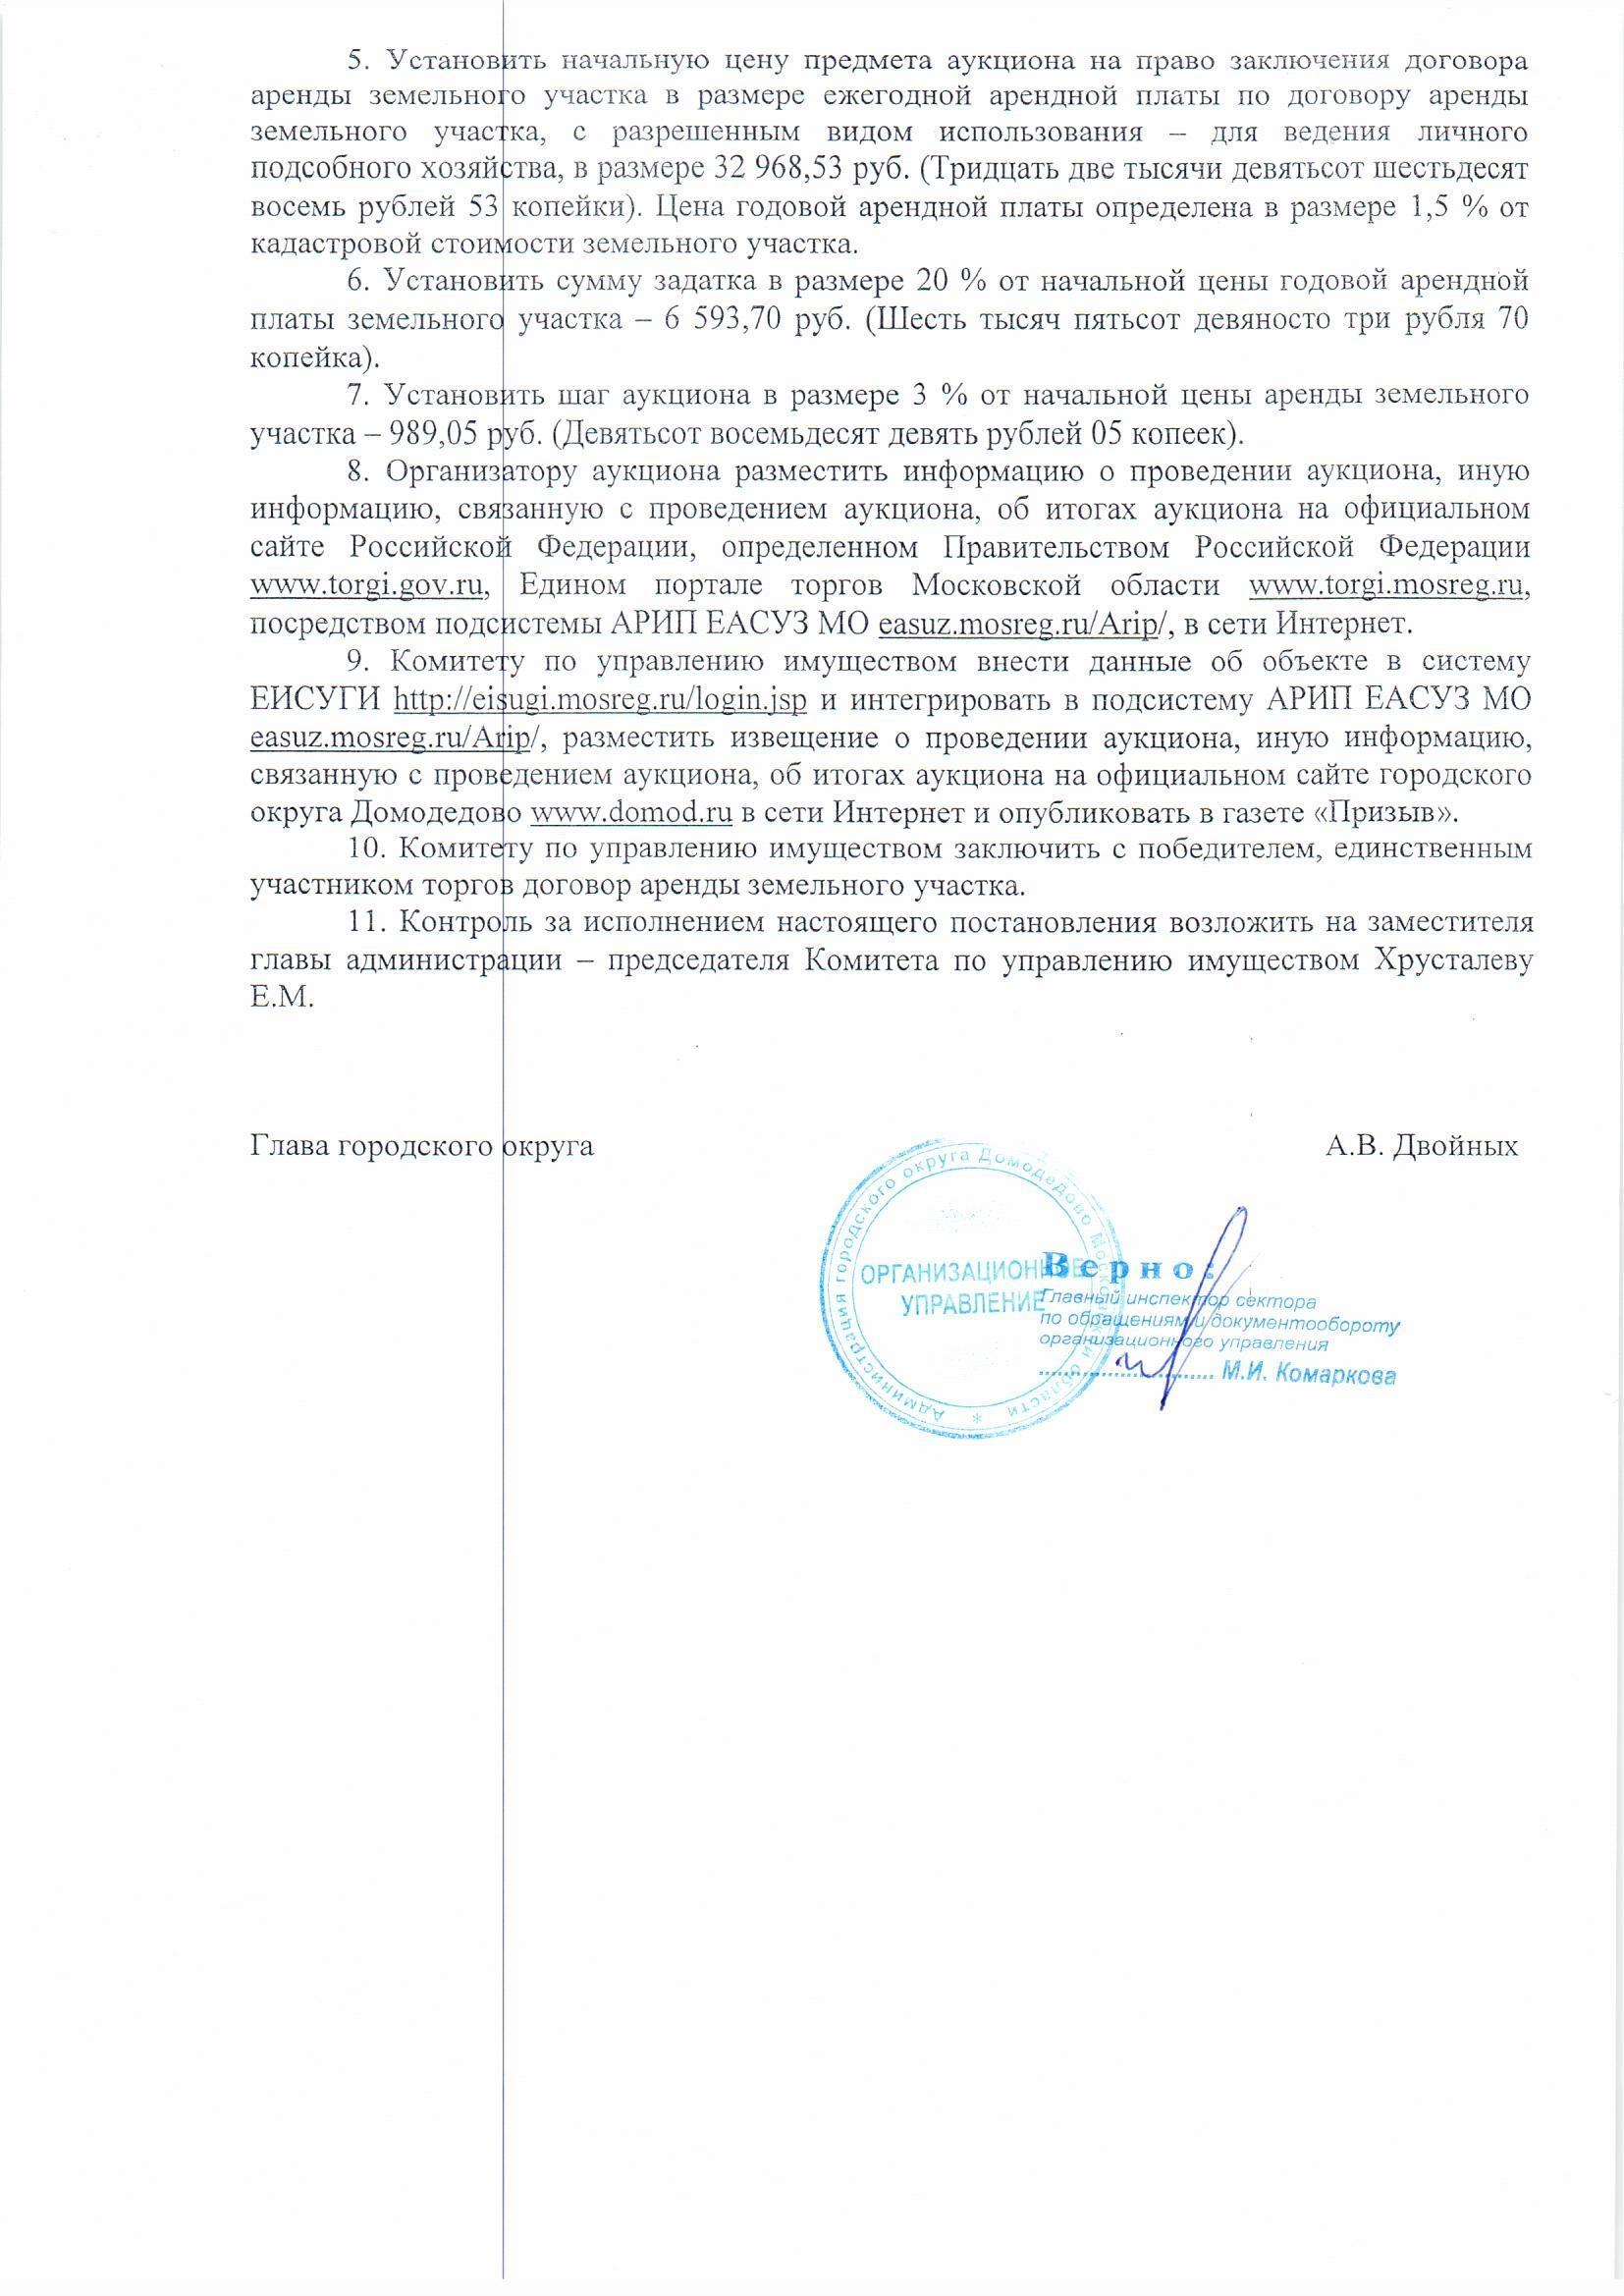 5. Установить начальную цену предмета аукциона на право заключения договора
аренды земельного участка в размере ежегодной арендной платы по договору аренды
земельного участка, с разрешенным видом использования – для ведения личного
подсобного хозяйства, в размере 32 968,53 руб. (Тридцать две тысячи девятьсот шестьдесят
восемь рублей 53 копейки). Цена годовой арендной платы определена в размере 1,5 % от
кадастровой стоимости земельного участка.
6. Установить сумму задатка в размере 20 % от начальной цены годовой арендной
платы земельного участка – 6 593,70 руб. (Шесть тысяч пятьсот девяносто три рубля 70
копейка).
7. Установить шаг аукциона в размере 3 % от начальной цены аренды земельного
участка – 989,05 руб. (Девятьсот восемьдесят девять рублей 05 копеек).
8. Организатору аукциона разместить информацию о проведении аукциона, иную
информацию, связанную с проведением аукциона, об итогах аукциона на официальном
сайте Российской Федерации, определенном Правительством Российской Федерации
www.torgi.gov.ru, Едином портале торгов Московской области www.torgi.mosreg.ru,
посредством подсистемы АРИП ЕАСУЗ МО easuz.mosreg.ru/Arip/, в сети Интернет.
9. Комитету по управлению имуществом внести данные об объекте в систему
ЕИСУГИ http://eisugi.mosreg.ru/login.jsp и интегрировать в подсистему АРИП ЕАСУЗ МО
easuz.mosreg.ru/Arip/, разместить извещение о проведении аукциона, иную информацию,
связанную с проведением аукциона, об итогах аукциона на официальном сайте городского
округа Домодедово www.domod.ru в сети Интернет и опубликовать в газете «Призыв».
10. Комитету по управлению имуществом заключить с победителем, единственным
участником торгов договор аренды земельного участка.
11. Контроль за исполнением настоящего постановления возложить на заместителя
главы администрации – председателя Комитета по управлению имуществом Хрусталеву
Е.М.
Глава городского округа А.В. Двойных
Администрация городского округа Домодедово Московской области *
ОРГАНИЗАЦИОННОЕ
УПРАВЛЕНИЕ
Верно:
Главный инспектор сектора
по обращениям и документообороту
организационного управления
М.И. Комаркова